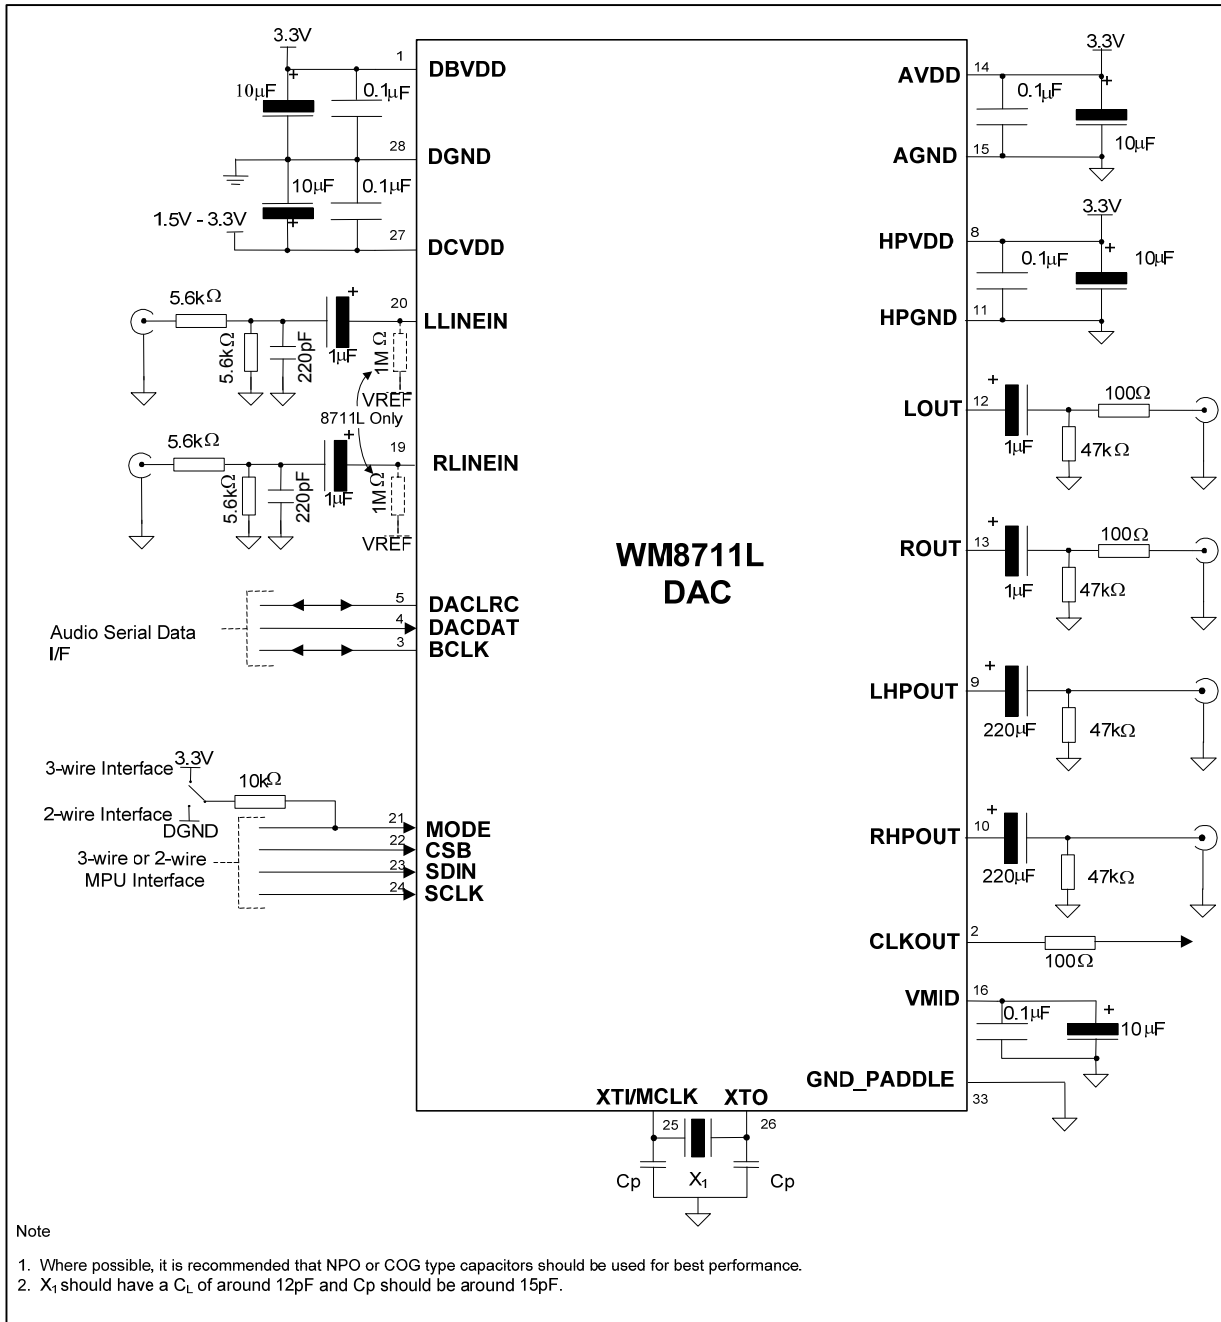 3.3V
1
DBVDD
10µF
0.1µF
28
DGND
10µF
0.1µF
1.5V - 3.3V
27
DCVDD
5.6kΩ
20
LLINEIN
5.6kΩ
220pF
1µF
1MΩ
VREF
8711L Only
5.6kΩ
19
RLINEIN
5.6kΩ
220pF
1µF
1MΩ
VREF
5
DACLRC
4
DACDAT
3
BCLK
Audio Serial Data
I/F
3-wire Interface
3.3V
10kΩ
2-wire Interface
DGND
21
MODE
22
CSB
23
SDIN
24
SCLK
3-wire or 2-wire
MPU Interface
WM8711L
DAC
3.3V
AVDD
14
0.1µF
10µF
AGND
15
3.3V
HPVDD
8
0.1µF
10µF
HPGND
11
LOUT
12
1µF
100Ω
47kΩ
ROUT
13
1µF
100Ω
47kΩ
LHPOUT
9
220µF
47kΩ
RHPOUT
10
220µF
47kΩ
CLKOUT
2
100Ω
VMID
16
0.1µF
10µF
GND_PADDLE
33
XTI/MCLK
XTO
25
26
Cp
X1
Cp
Note
1. Where possible, it is recommended that NPO or COG type capacitors should be used for best performance.
2. X1 should have a CL of around 12pF and Cp should be around 15pF.